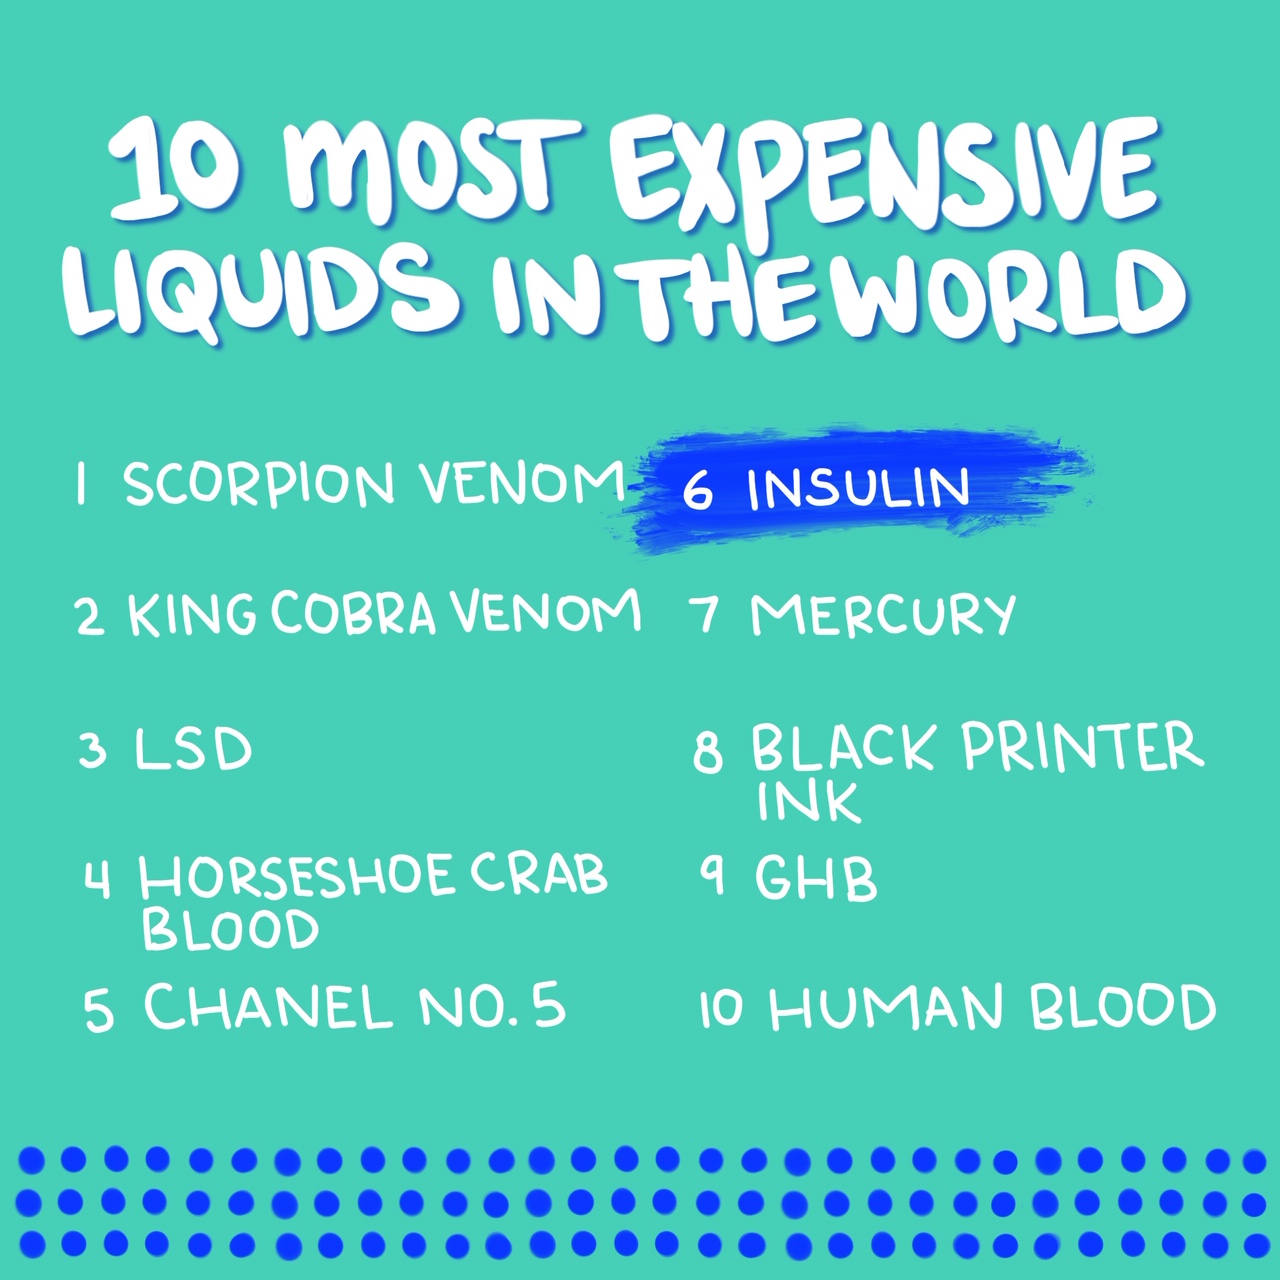 10 MOST EXPENSIVE
LIQUIDS IN THE WORLD
1 SCORPION VENOM
2 KING COBRA VENOM
3 LSD
4 HORSESHOE CRAB
BLOOD
5 CHANEL NO. 5
6 INSULIN
7 MERCURY
8 BLACK PRINTER
INK
9 GHB
10 HUMAN BLOOD